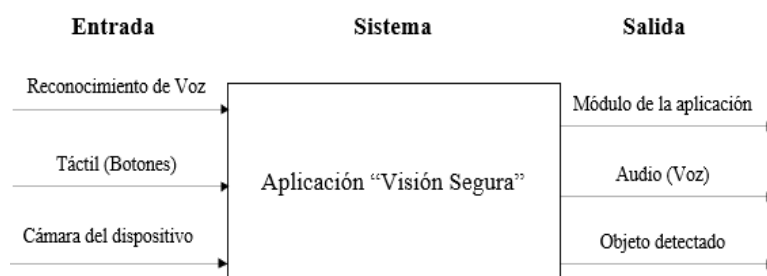 Entrada
Sistema
Salida
Reconocimiento de Voz
Módulo de la aplicación
Táctil (Botones)
Aplicación “Visión Segura”
Audio (Voz)
Cámara del dispositivo
Objeto detectado